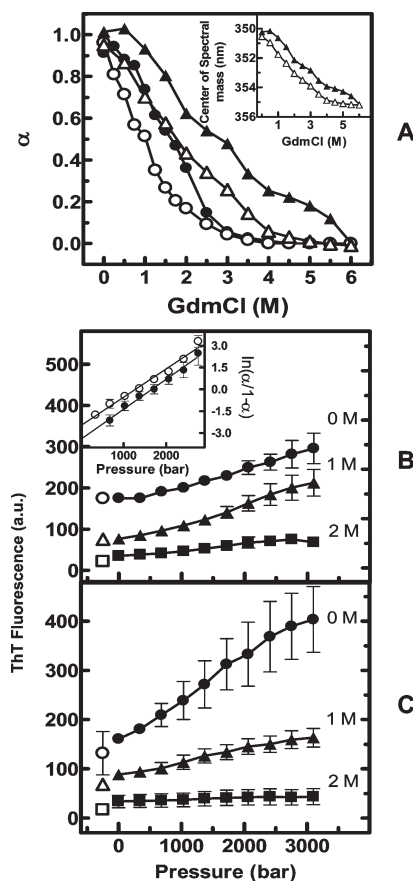 1.0
0.8
0.6
0.4
0.2
0.0
α
0 1 2 3 4 5 6
GdmCl (M)
350
352
354
356
Center of Spectral
mass (nm)
1 3 5
GdmCl (M)
A
500
400
300
200
100
0
3.0
1.5
0.0
-1.5
-3.0
ln(α/1-α)
1000 2000
Pressure (bar)
0 M
1 M
2 M
B
ThT Fluorescence (a.u.)
400
300
200
100
0
0 M
1 M
2 M
C
0 1000 2000 3000
Pressure (bar)